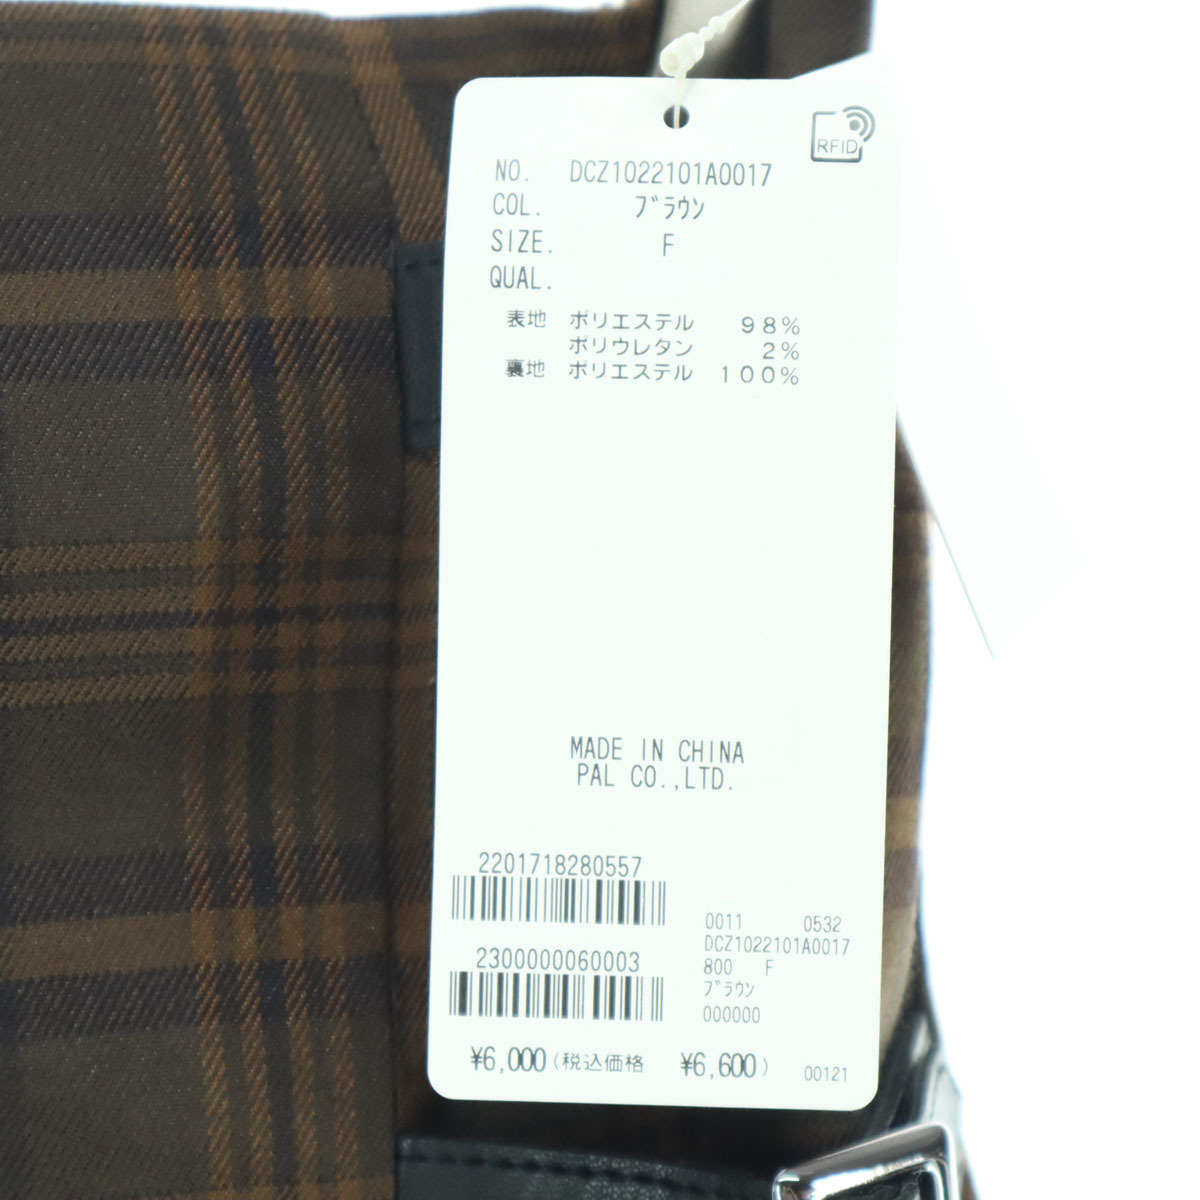 RFID
NO. DCZ1022101A0017
COL. ﾌﾞﾗｳﾝ
SIZE. F
QUAL.
表地 ポリエステル 98%
ポリウレタン 2%
裏地 ポリエステル 100%
MADE IN CHINA
PAL CO.,LTD.
2201718280557
2300000060003
0011 0532
DCZ1022101A0017
800 F
ﾌﾞﾗｳﾝ
000000
¥6,000(税込価格 ¥6,600)
00121